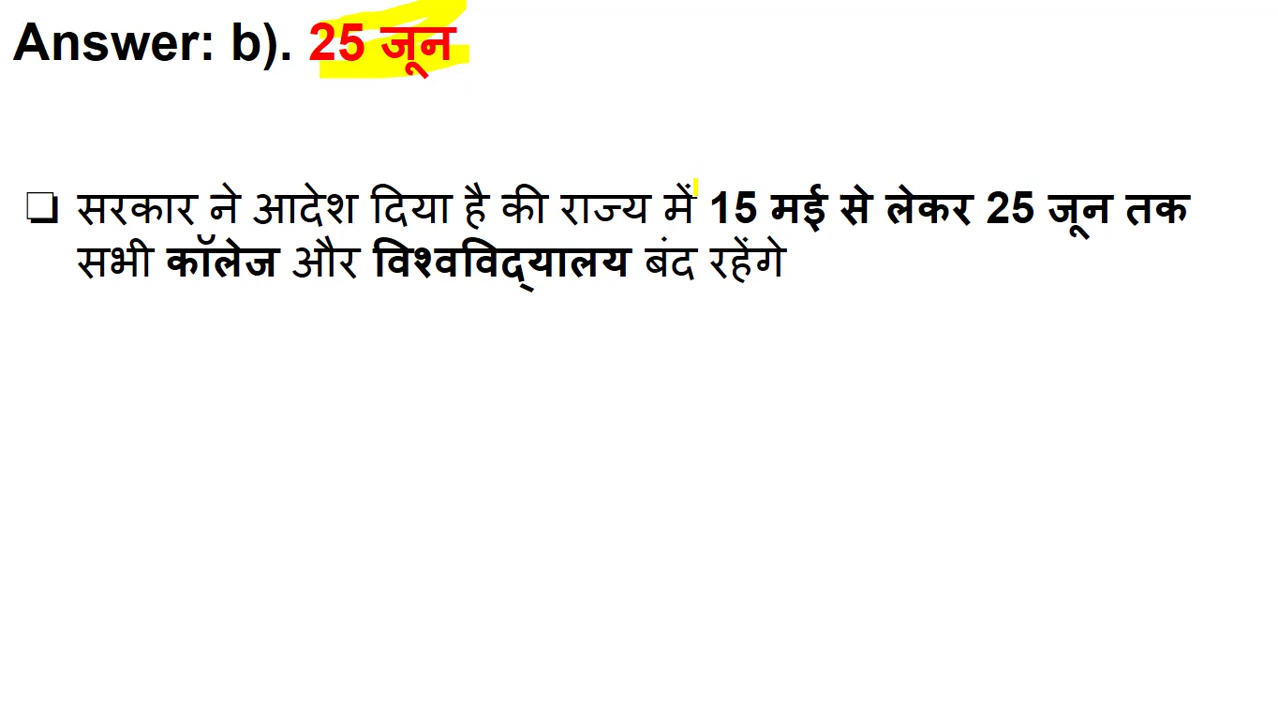 Answer: b). 25 जून
❏ सरकार ने आदेश दिया है की राज्य में 15 मई से लेकर 25 जून तक
सभी कॉलेज और विश्वविद्यालय बंद रहेंगे